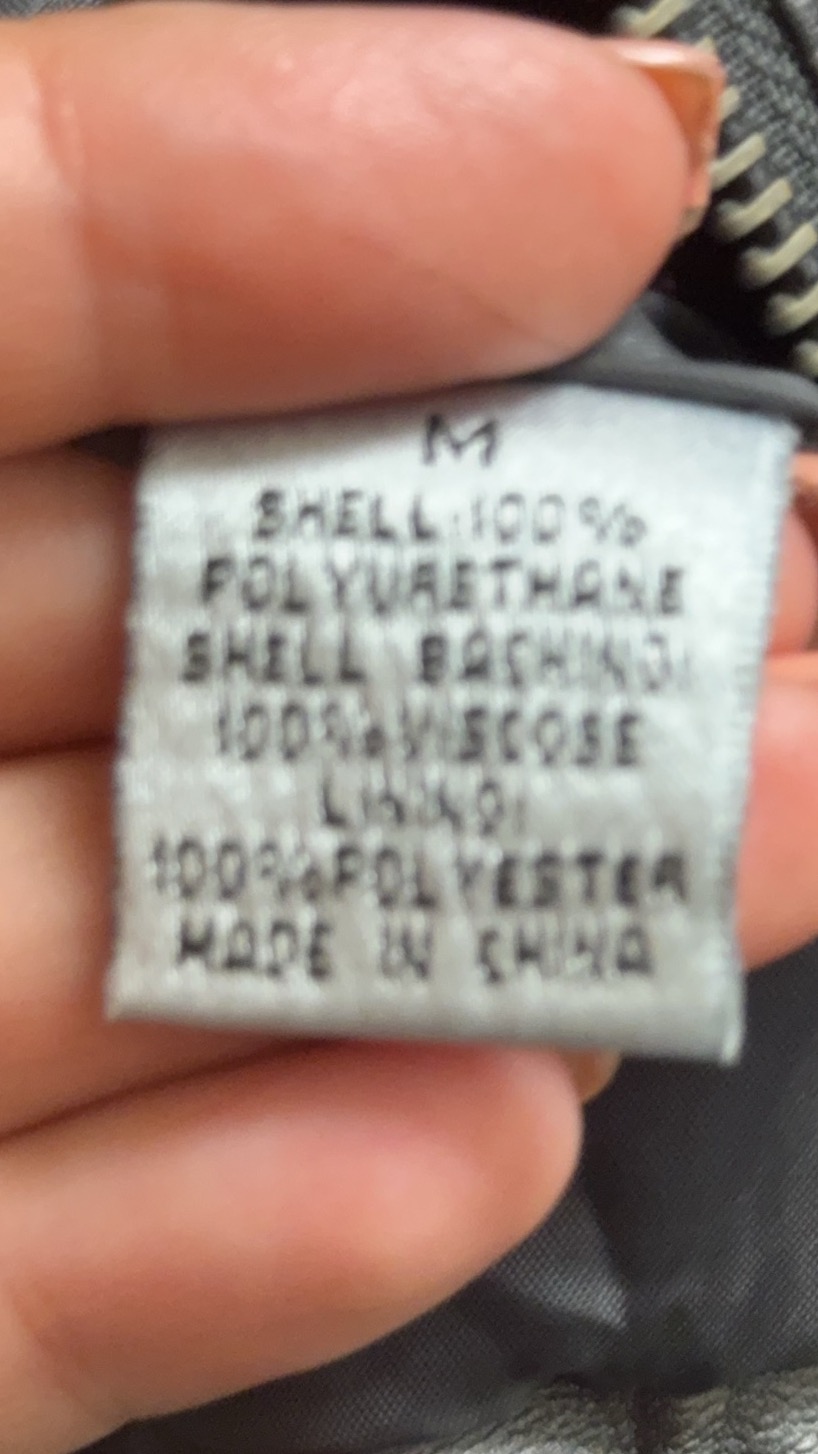 M
SHELL:100%
POLYURETHANE
SHELL BACKING:
100%VISCOSE
LINING:
100%POLYESTER
MADE IN CHINA